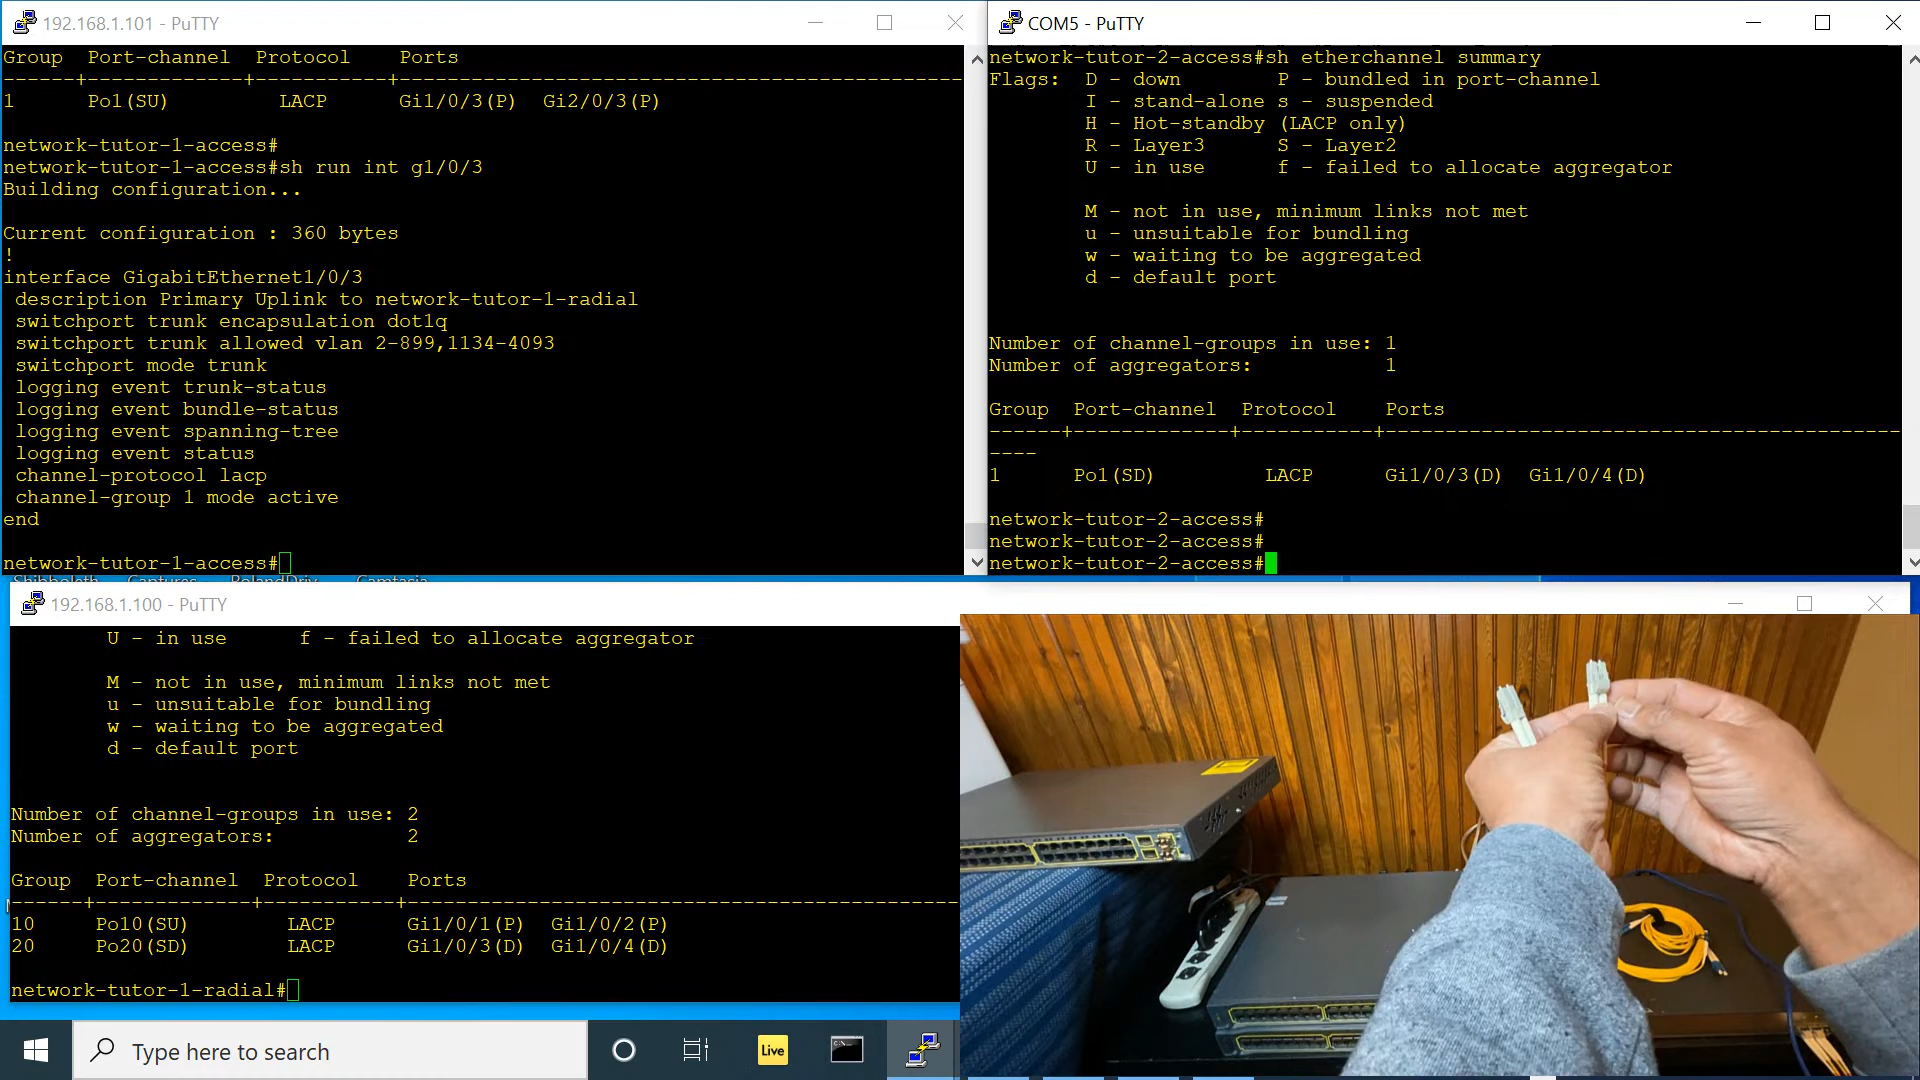 192.168.1.101 - PuTTY
Group  Port-channel  Protocol    Ports
------+-------------+-----------+-----------------------------------------------
1      Po1(SU)         LACP      Gi1/0/3(P)  Gi2/0/3(P)
network-tutor-1-access#
network-tutor-1-access#sh run int g1/0/3
Building configuration...
Current configuration : 360 bytes
!
interface GigabitEthernet1/0/3
description Primary Uplink to network-tutor-1-radial
switchport trunk encapsulation dot1q
switchport trunk allowed vlan 2-899,1134-4093
switchport mode trunk
logging event trunk-status
logging event bundle-status
logging event spanning-tree
logging event status
channel-protocol lacp
channel-group 1 mode active
end
network-tutor-1-access#
COM5 - PuTTY
network-tutor-2-access#sh etherchannel summary
Flags:  D - down        P - bundled in port-channel
I - stand-alone s - suspended
H - Hot-standby (LACP only)
R - Layer3      S - Layer2
U - in use      f - failed to allocate aggregator
M - not in use, minimum links not met
u - unsuitable for bundling
w - waiting to be aggregated
d - default port
Number of channel-groups in use: 1
Number of aggregators:           1
Group  Port-channel  Protocol    Ports
------+-------------+-----------+-------------------------------------------
----
1      Po1(SD)         LACP      Gi1/0/3(D)  Gi1/0/4(D)
network-tutor-2-access#
network-tutor-2-access#
network-tutor-2-access#
192.168.1.100 - PuTTY
U - in use      f - failed to allocate aggregator
M - not in use, minimum links not met
u - unsuitable for bundling
w - waiting to be aggregated
d - default port
Number of channel-groups in use: 2
Number of aggregators:           2
Group  Port-channel  Protocol    Ports
------+-------------+-----------+-----------------------------------------------
10     Po10(SU)        LACP      Gi1/0/1(P)  Gi1/0/2(P)
20     Po20(SD)        LACP      Gi1/0/3(D)  Gi1/0/4(D)
network-tutor-1-radial#
Type here to search
Live